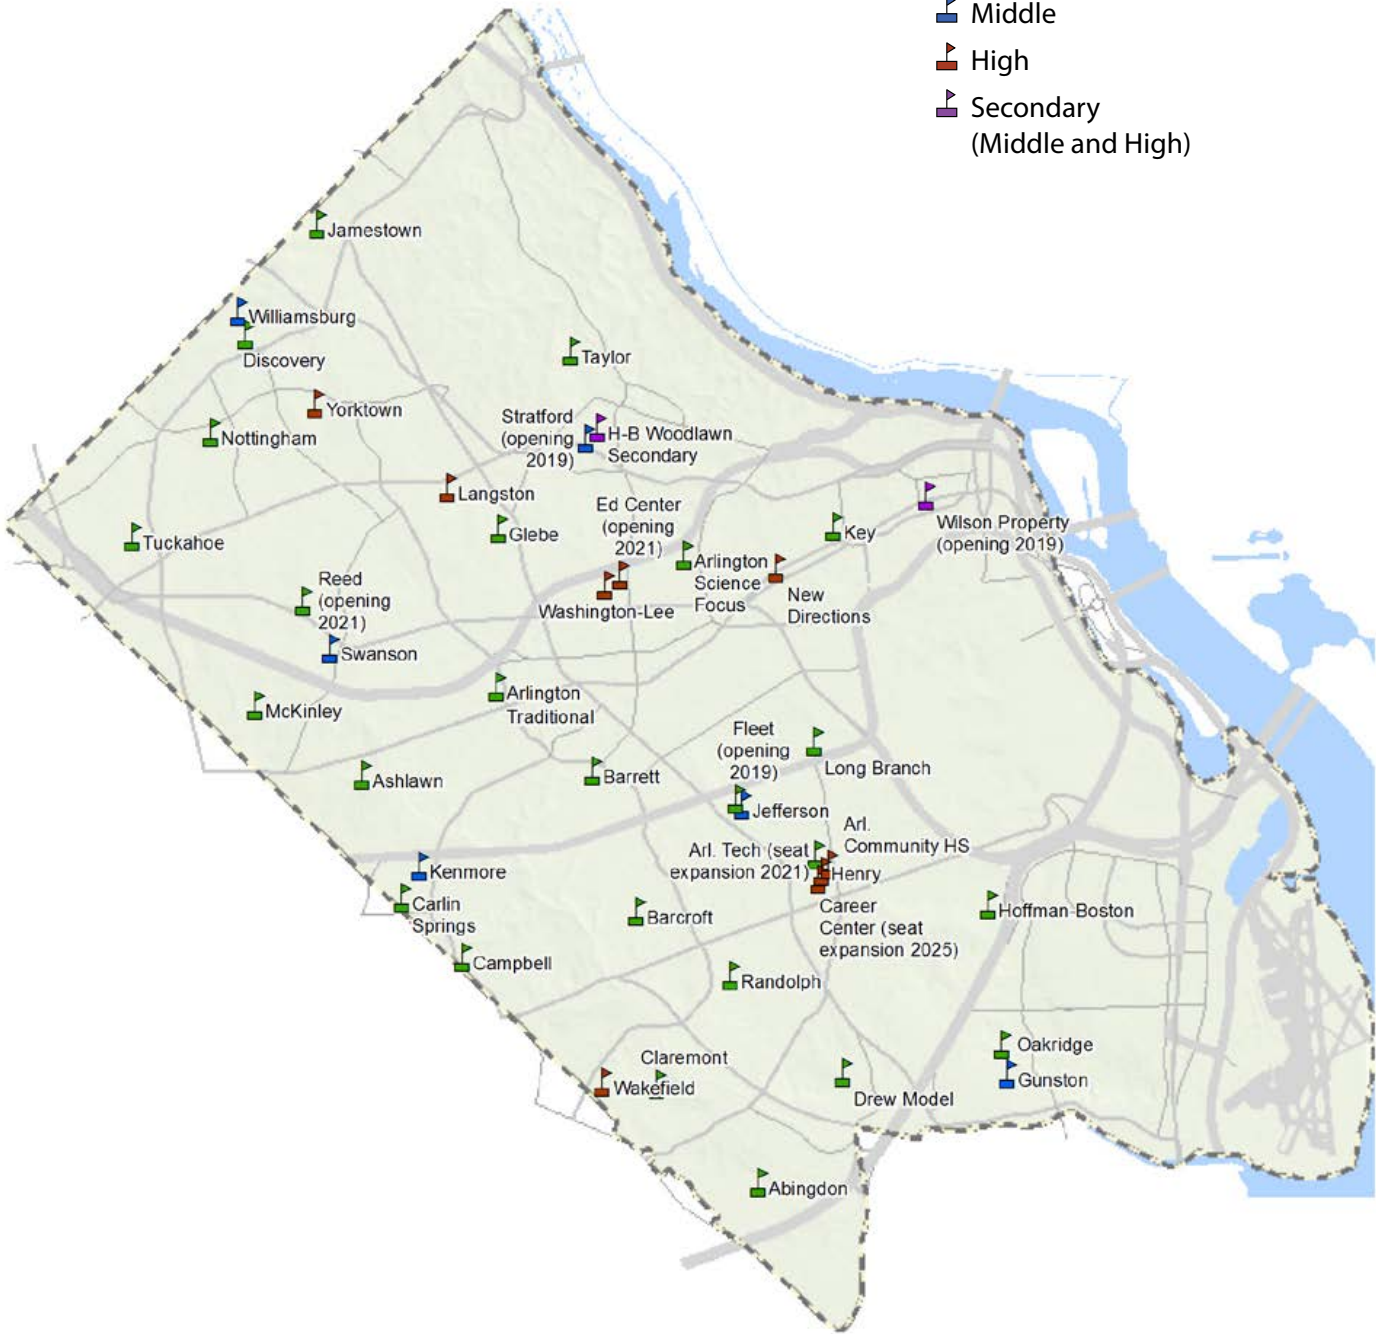 Middle
High
Secondary
(Middle and High)
Jamestown
Williamsburg
Discovery
Taylor
Yorktown
Nottingham
Stratford
(opening
2019)
H-B Woodlawn
Secondary
Langston
Glebe
Ed Center
(opening
2021)
Tuckahoe
Key
Wilson Property
(opening 2019)
Arlington
Science
Focus
New
Directions
Washington-Lee
Reed
(opening
2021)
Swanson
McKinley
Arlington
Traditional
Fleet
(opening
2019)
Long Branch
Ashlawn
Barrett
Jefferson
Arl.
Community HS
Arl. Tech (seat
expansion 2021)
Henry
Career
Center (seat
expansion 2025)
Kenmore
Carlin
Springs
Barcroft
Hoffman-Boston
Campbell
Randolph
Claremont
Wakefield
Drew Model
Oakridge
Gunston
Abingdon